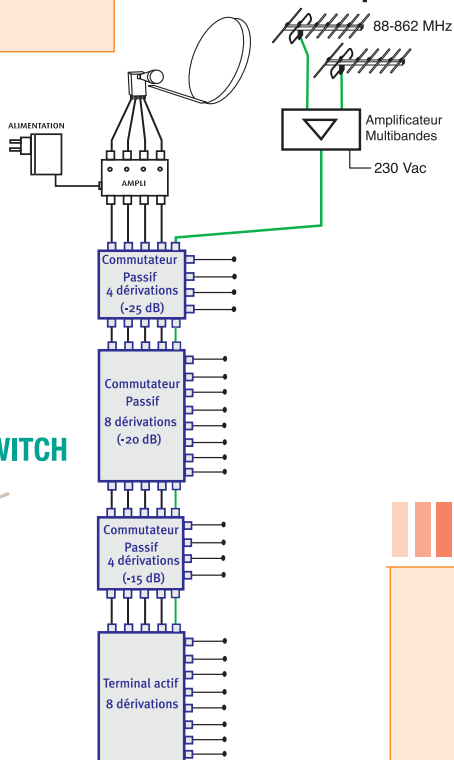 88-862 MHz
ALIMENTATION
Amplificateur
Multibandes
230 Vac
AMPLI
Commutateur
Passif
4 dérivations
(-25 dB)
Commutateur
Passif
8 dérivations
(-20 dB)
WITCH
Commutateur
Passif
4 dérivations
(-15 dB)
Terminal actif
8 dérivations